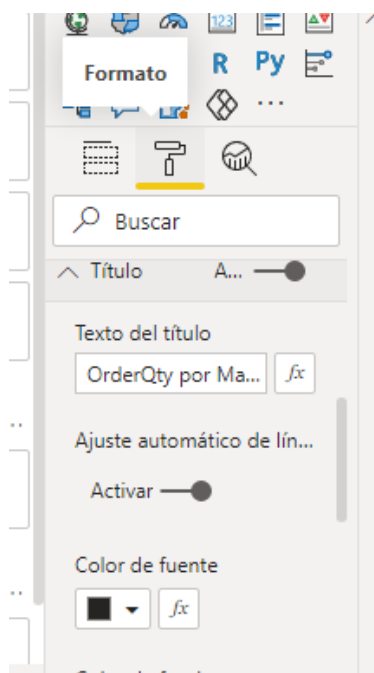 123
Formato
R Py
...
Buscar
Título A...
Texto del título
OrderQty por Ma... fx
Ajuste automático de lín...
Activar
Color de fuente
fx